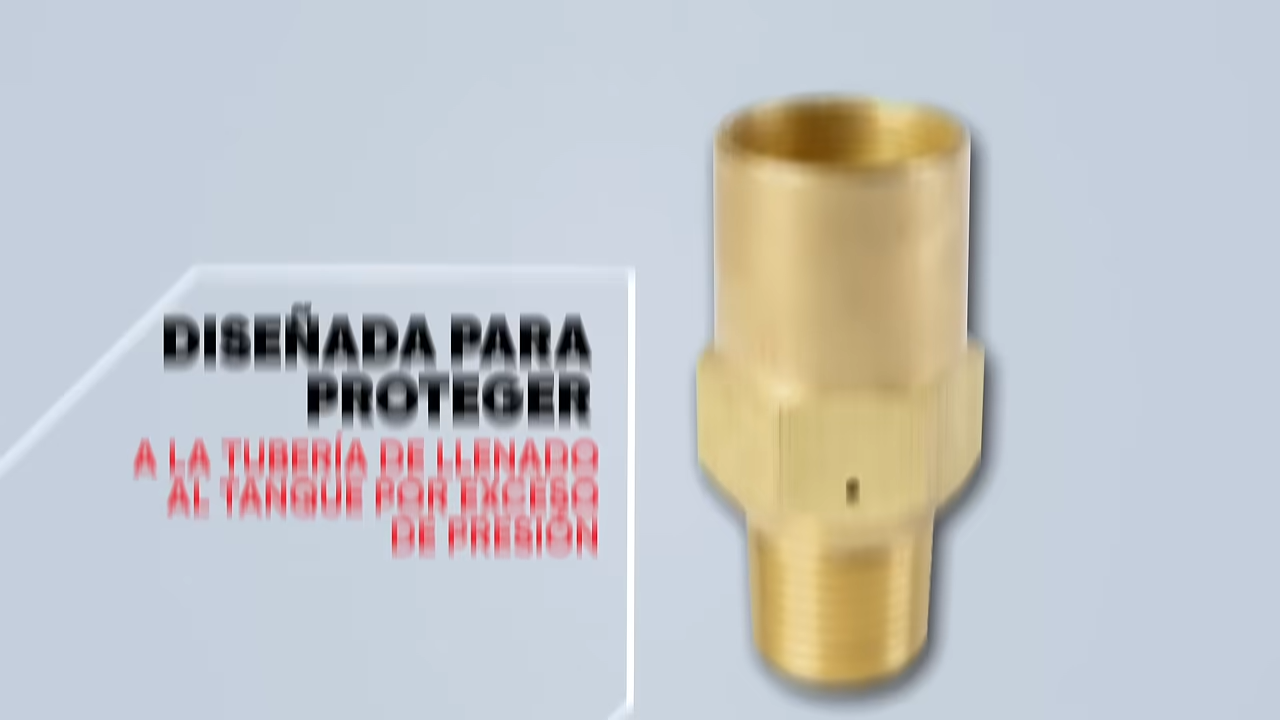 DISEÑADA PARA
PROTEGER
A LA TUBERÍA DE LLENADO
AL TANQUE POR EXCESO
DE PRESIÓN